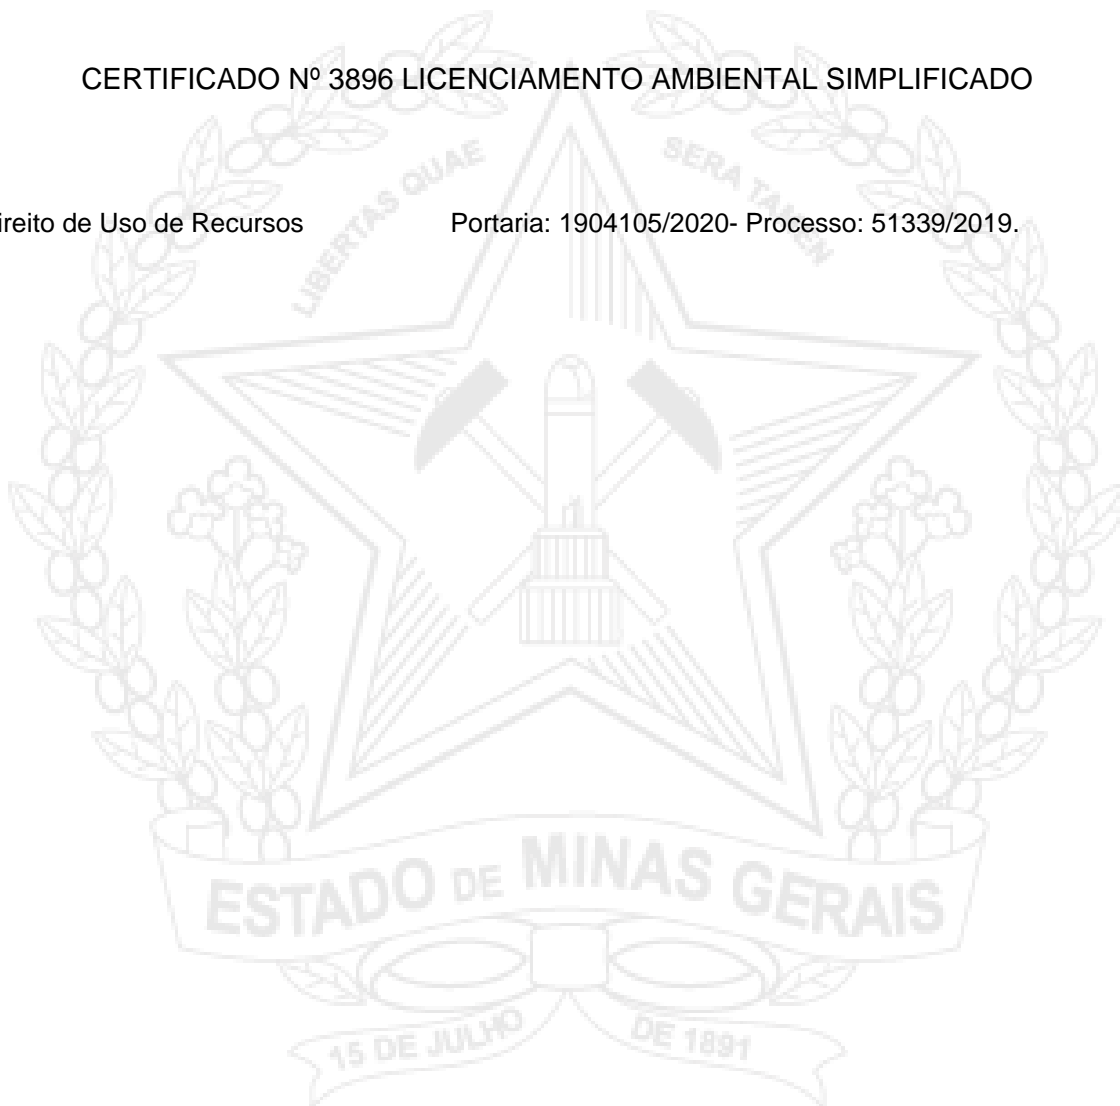 CERTIFICADO Nº 3896 LICENCIAMENTO AMBIENTAL SIMPLIFICADO
LIBERTAS QUAE SERA TAMEN
ireito de Uso de Recursos Portaria: 1904105/2020- Processo: 51339/2019.
ESTADO DE MINAS GERAIS
15 DE JULHO DE 1891